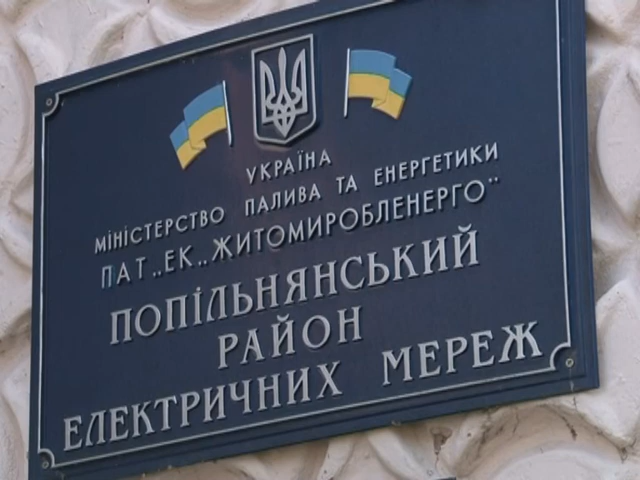 УКРАЇНА
МІНІСТЕРСТВО ПАЛИВА ТА ЕНЕРГЕТИКИ
ПАТ „ЕК „ЖИТОМИРОБЛЕНЕРГО"
ПОПІЛЬНЯНСЬКИЙ
РАЙОН
ЕЛЕКТРИЧНИХ МЕРЕЖ